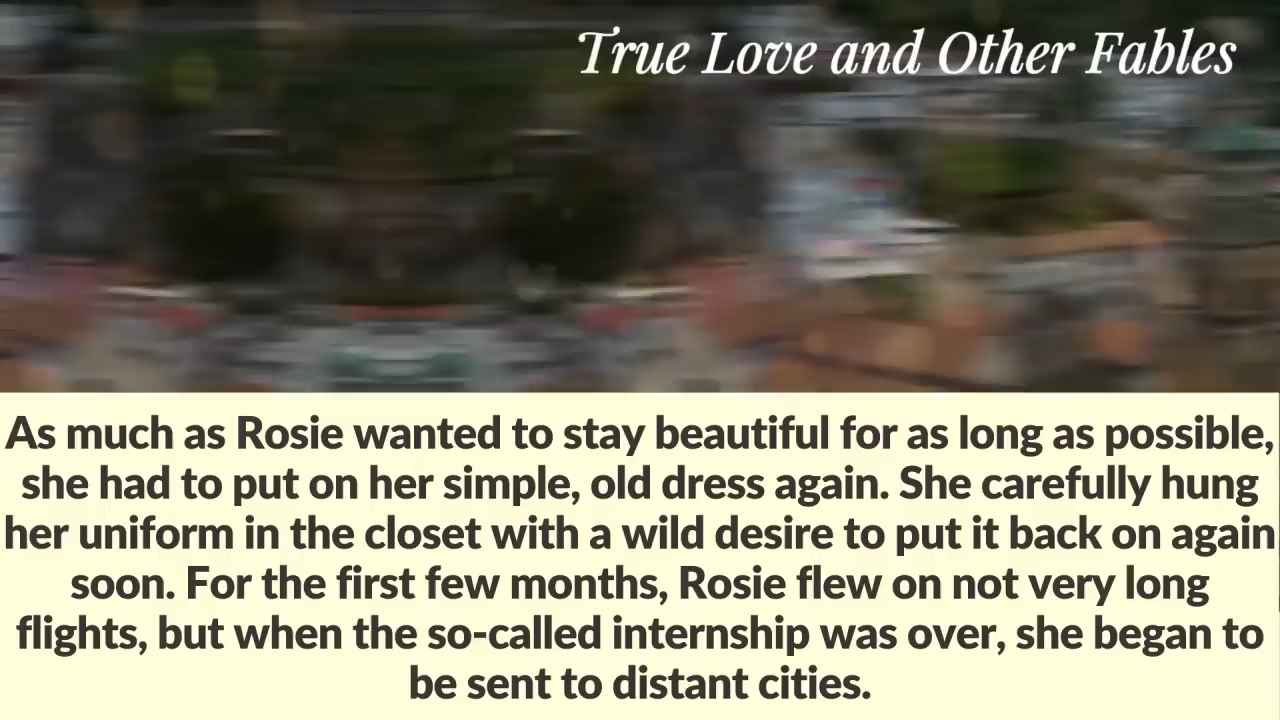 True Love and Other Fables
As much as Rosie wanted to stay beautiful for as long as possible,
she had to put on her simple, old dress again. She carefully hung
her uniform in the closet with a wild desire to put it back on again
soon. For the first few months, Rosie flew on not very long
flights, but when the so-called internship was over, she began to
be sent to distant cities.